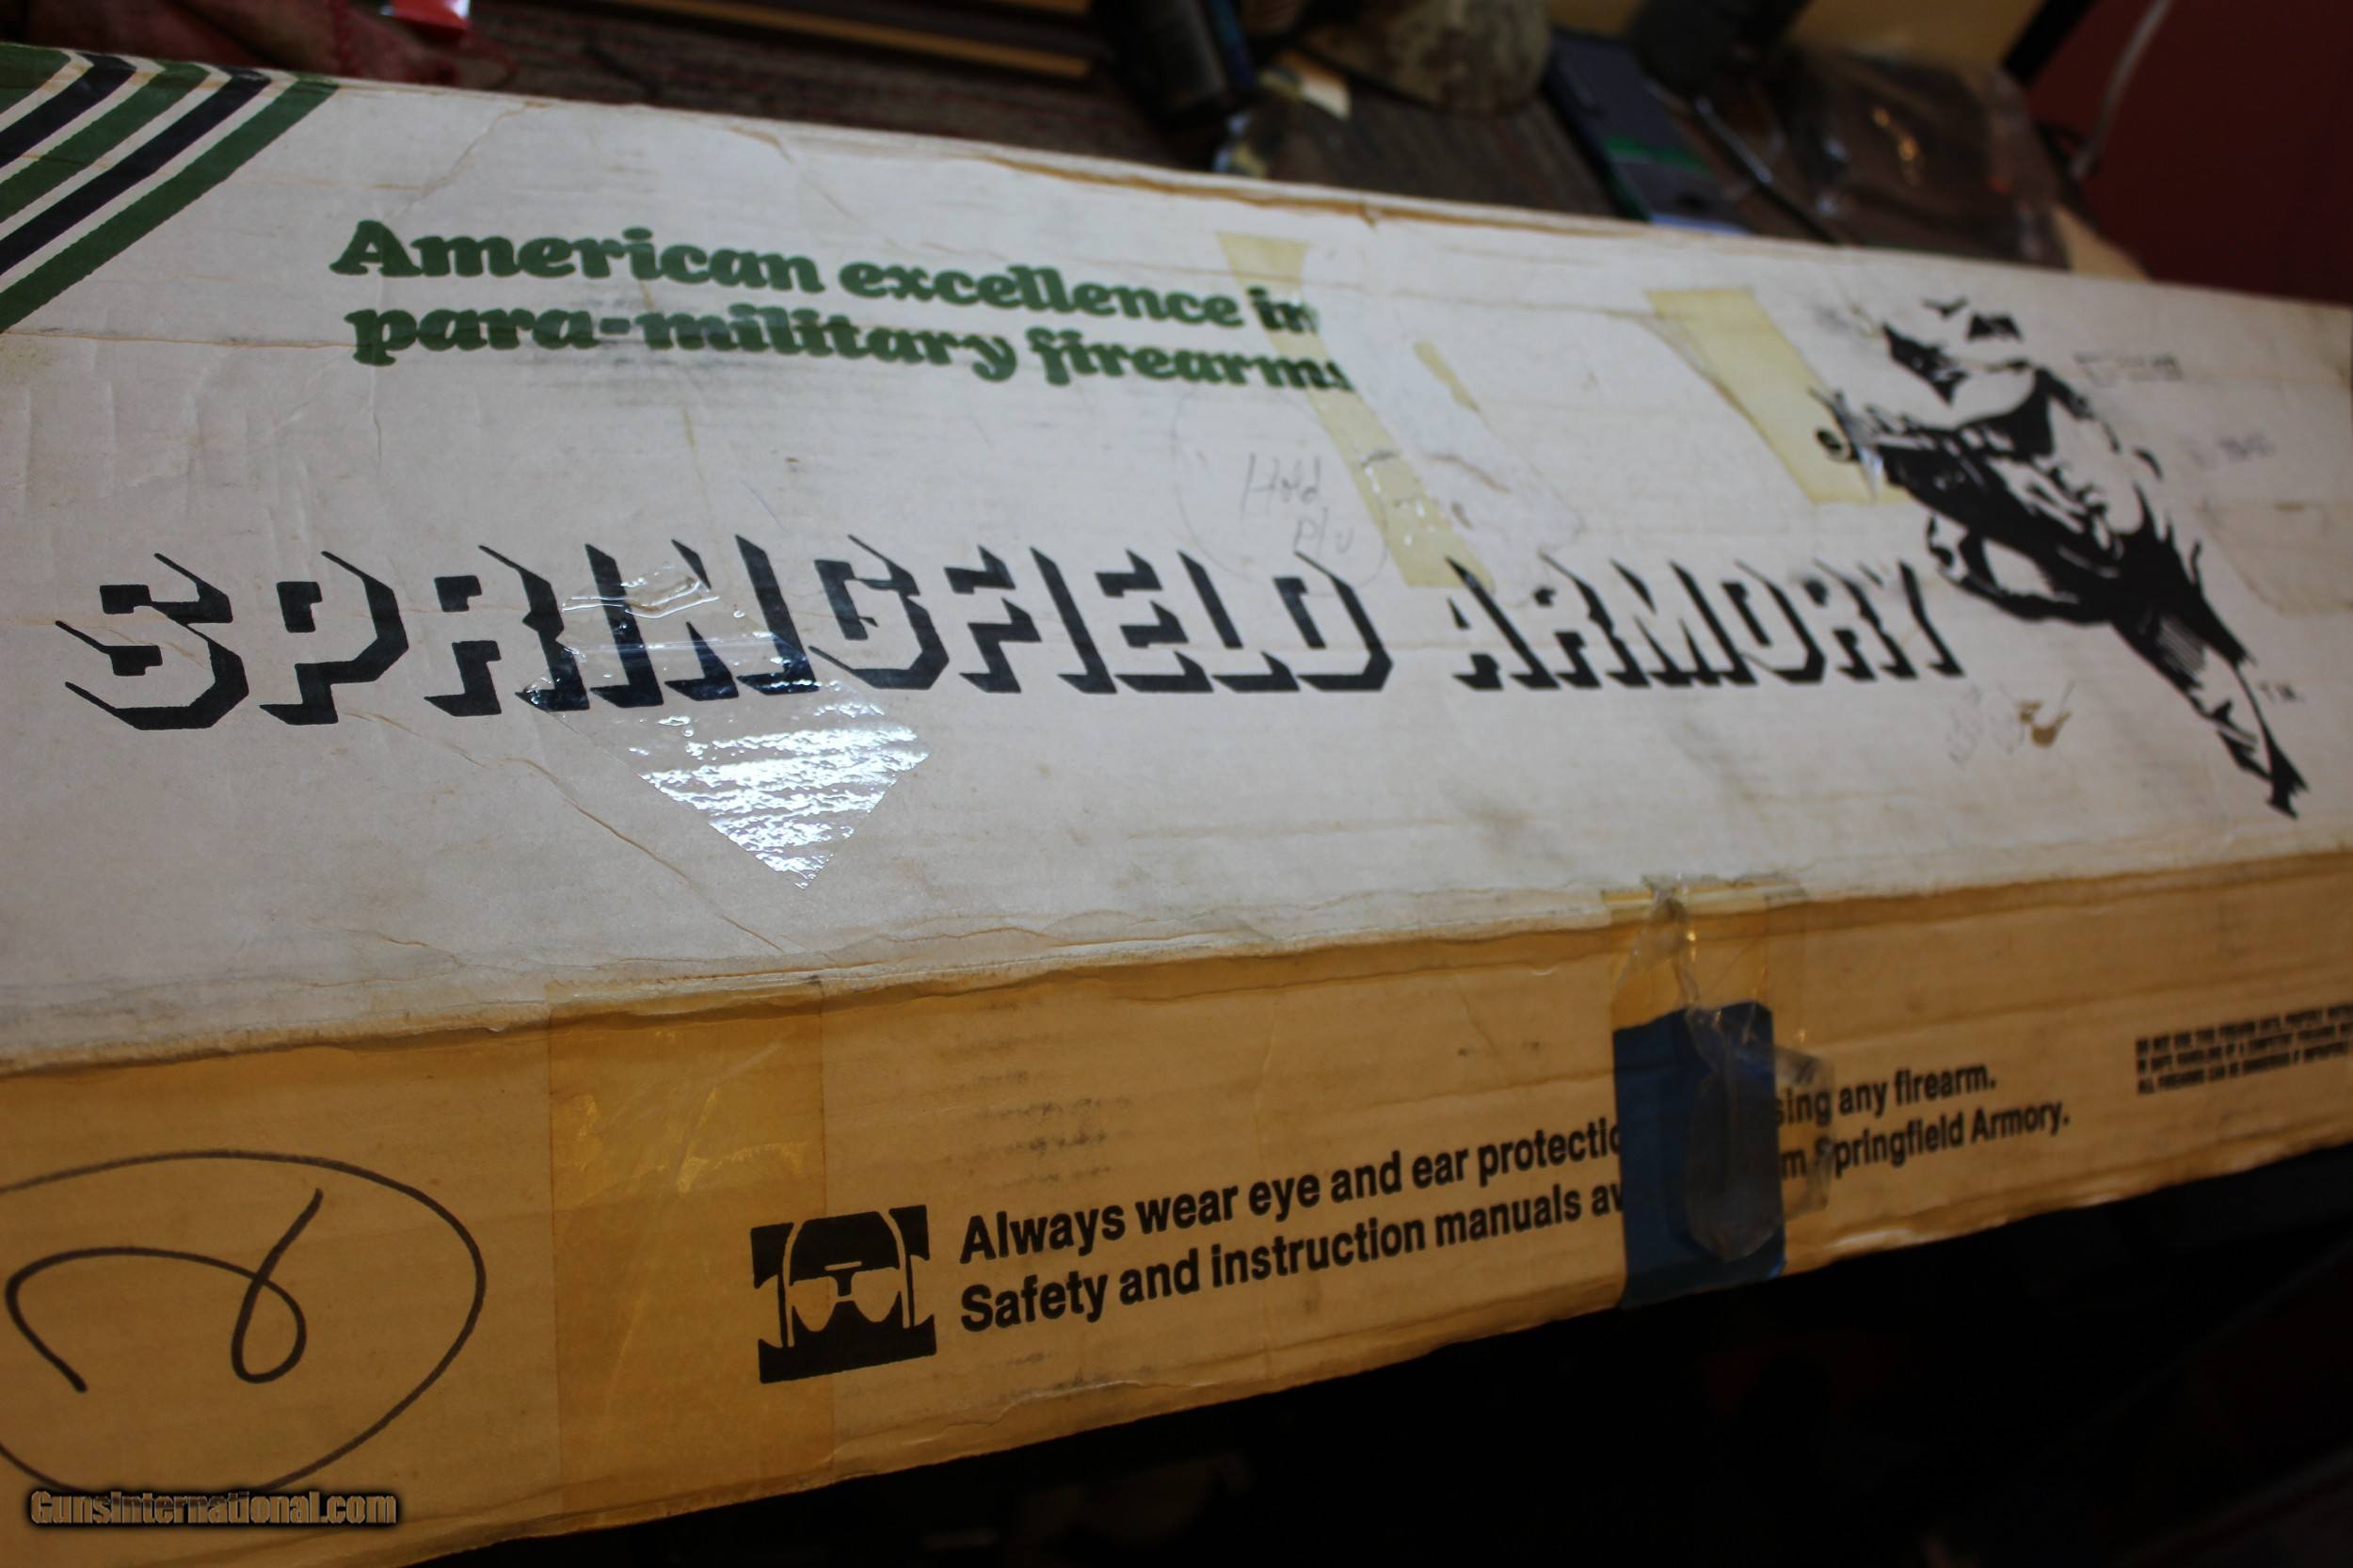 American excellence in
para-military firearms
Hold
SPRINGFIELD ARMORY
T.M.
Always wear eye and ear protectio sing any firearm.
Safety and instruction manuals av m Springfield Armory.
GunsInternational.com